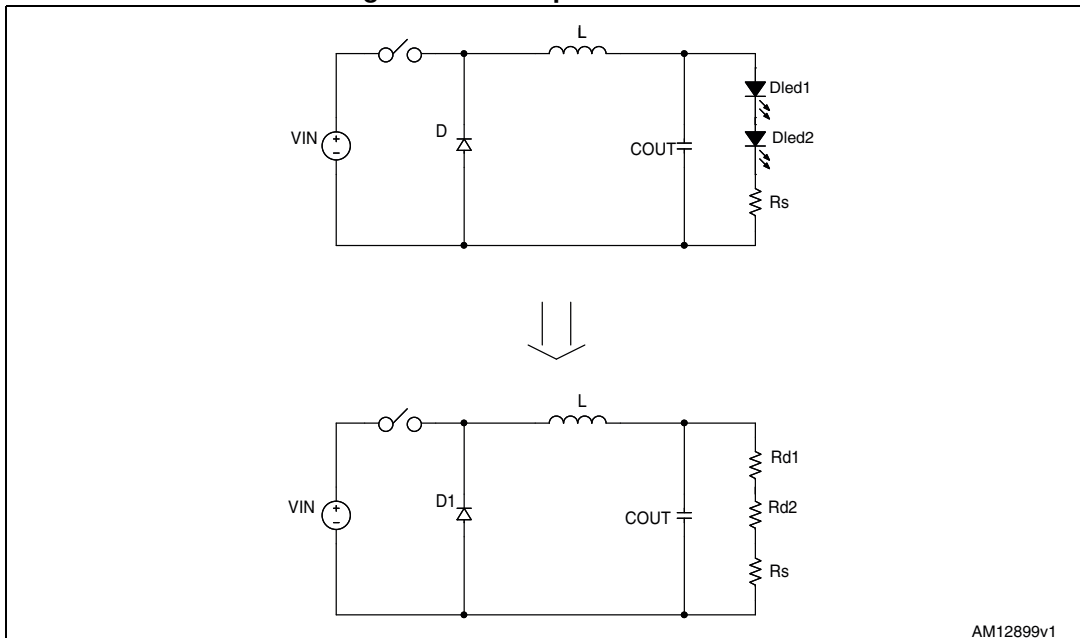 L
VIN
+
-
D
COUT
Dled1
Dled2
Rs
L
VIN
+
-
D1
COUT
Rd1
Rd2
Rs
AM12899v1